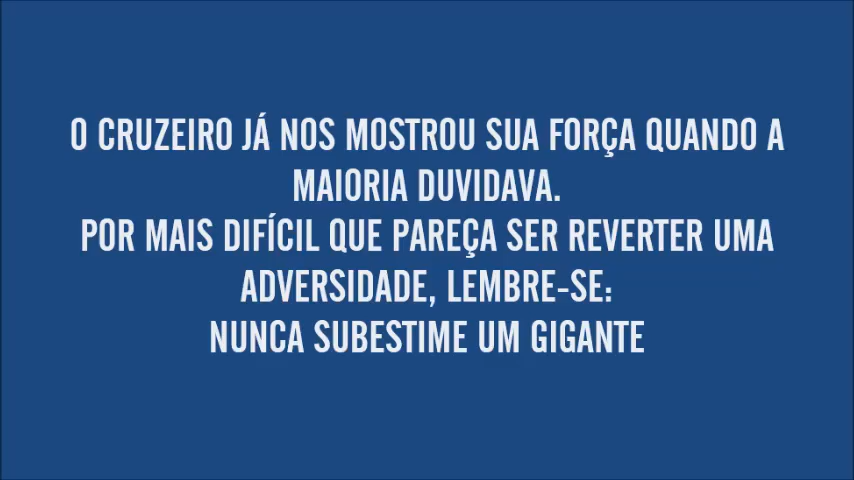 O CRUZEIRO JÁ NOS MOSTROU SUA FORÇA QUANDO A
MAIORIA DUVIDAVA.
POR MAIS DIFÍCIL QUE PAREÇA SER REVERTER UMA
ADVERSIDADE, LEMBRE-SE:
NUNCA SUBESTIME UM GIGANTE